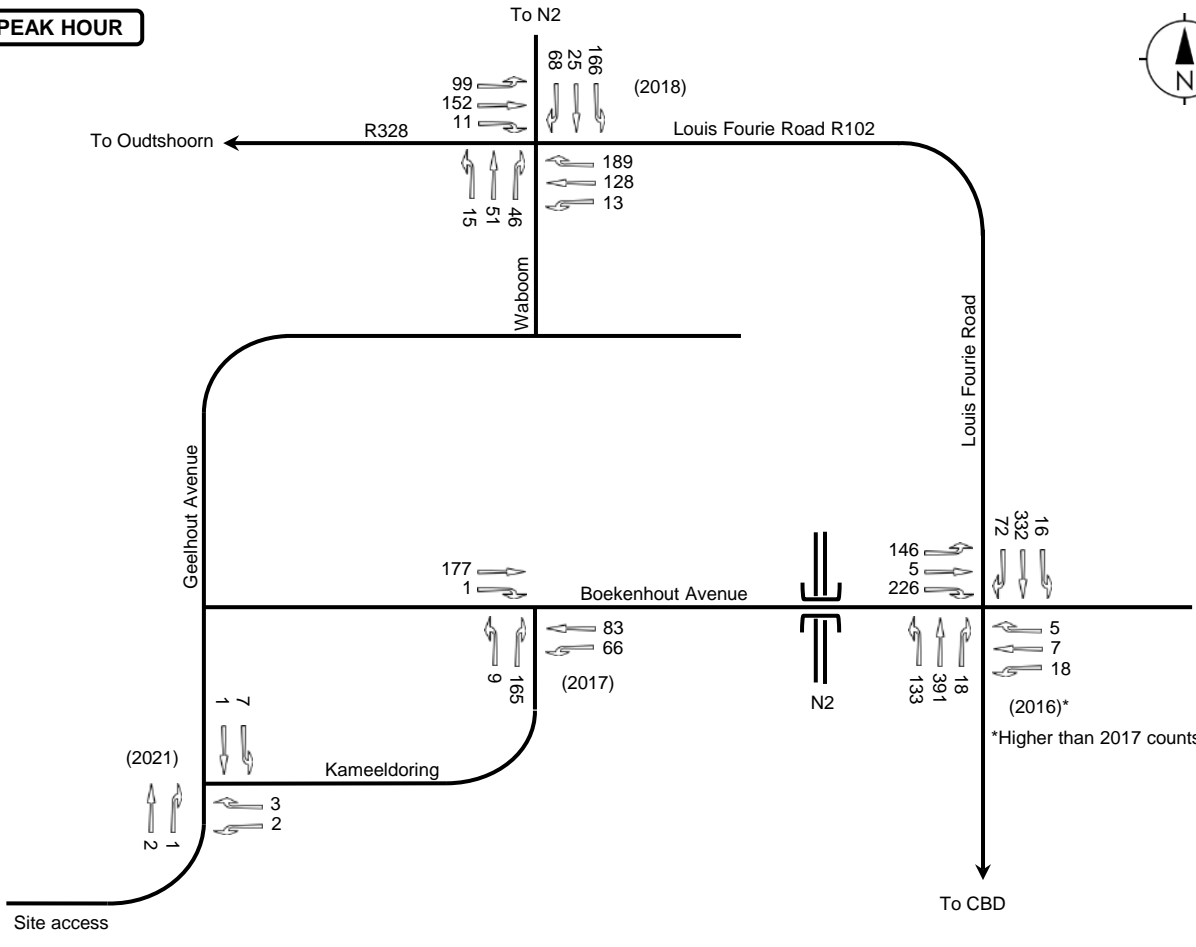 PEAK HOUR
To N2
68 25 166
(2018)
99
152
11
R328
Louis Fourie Road R102
To Oudtshoorn
189
128
13
15 51 46
N
Waboom
Louis Fourie Road
Geelhout Avenue
72 332 16
146
5
226
177
1
Boekenhout Avenue
83
66
9 165
(2017)
N2
133 391 18
5
7
18
(2016)*
*Higher than 2017 counts
1 7
(2021)
Kameeldoring
3
2
2 1
To CBD
Site access